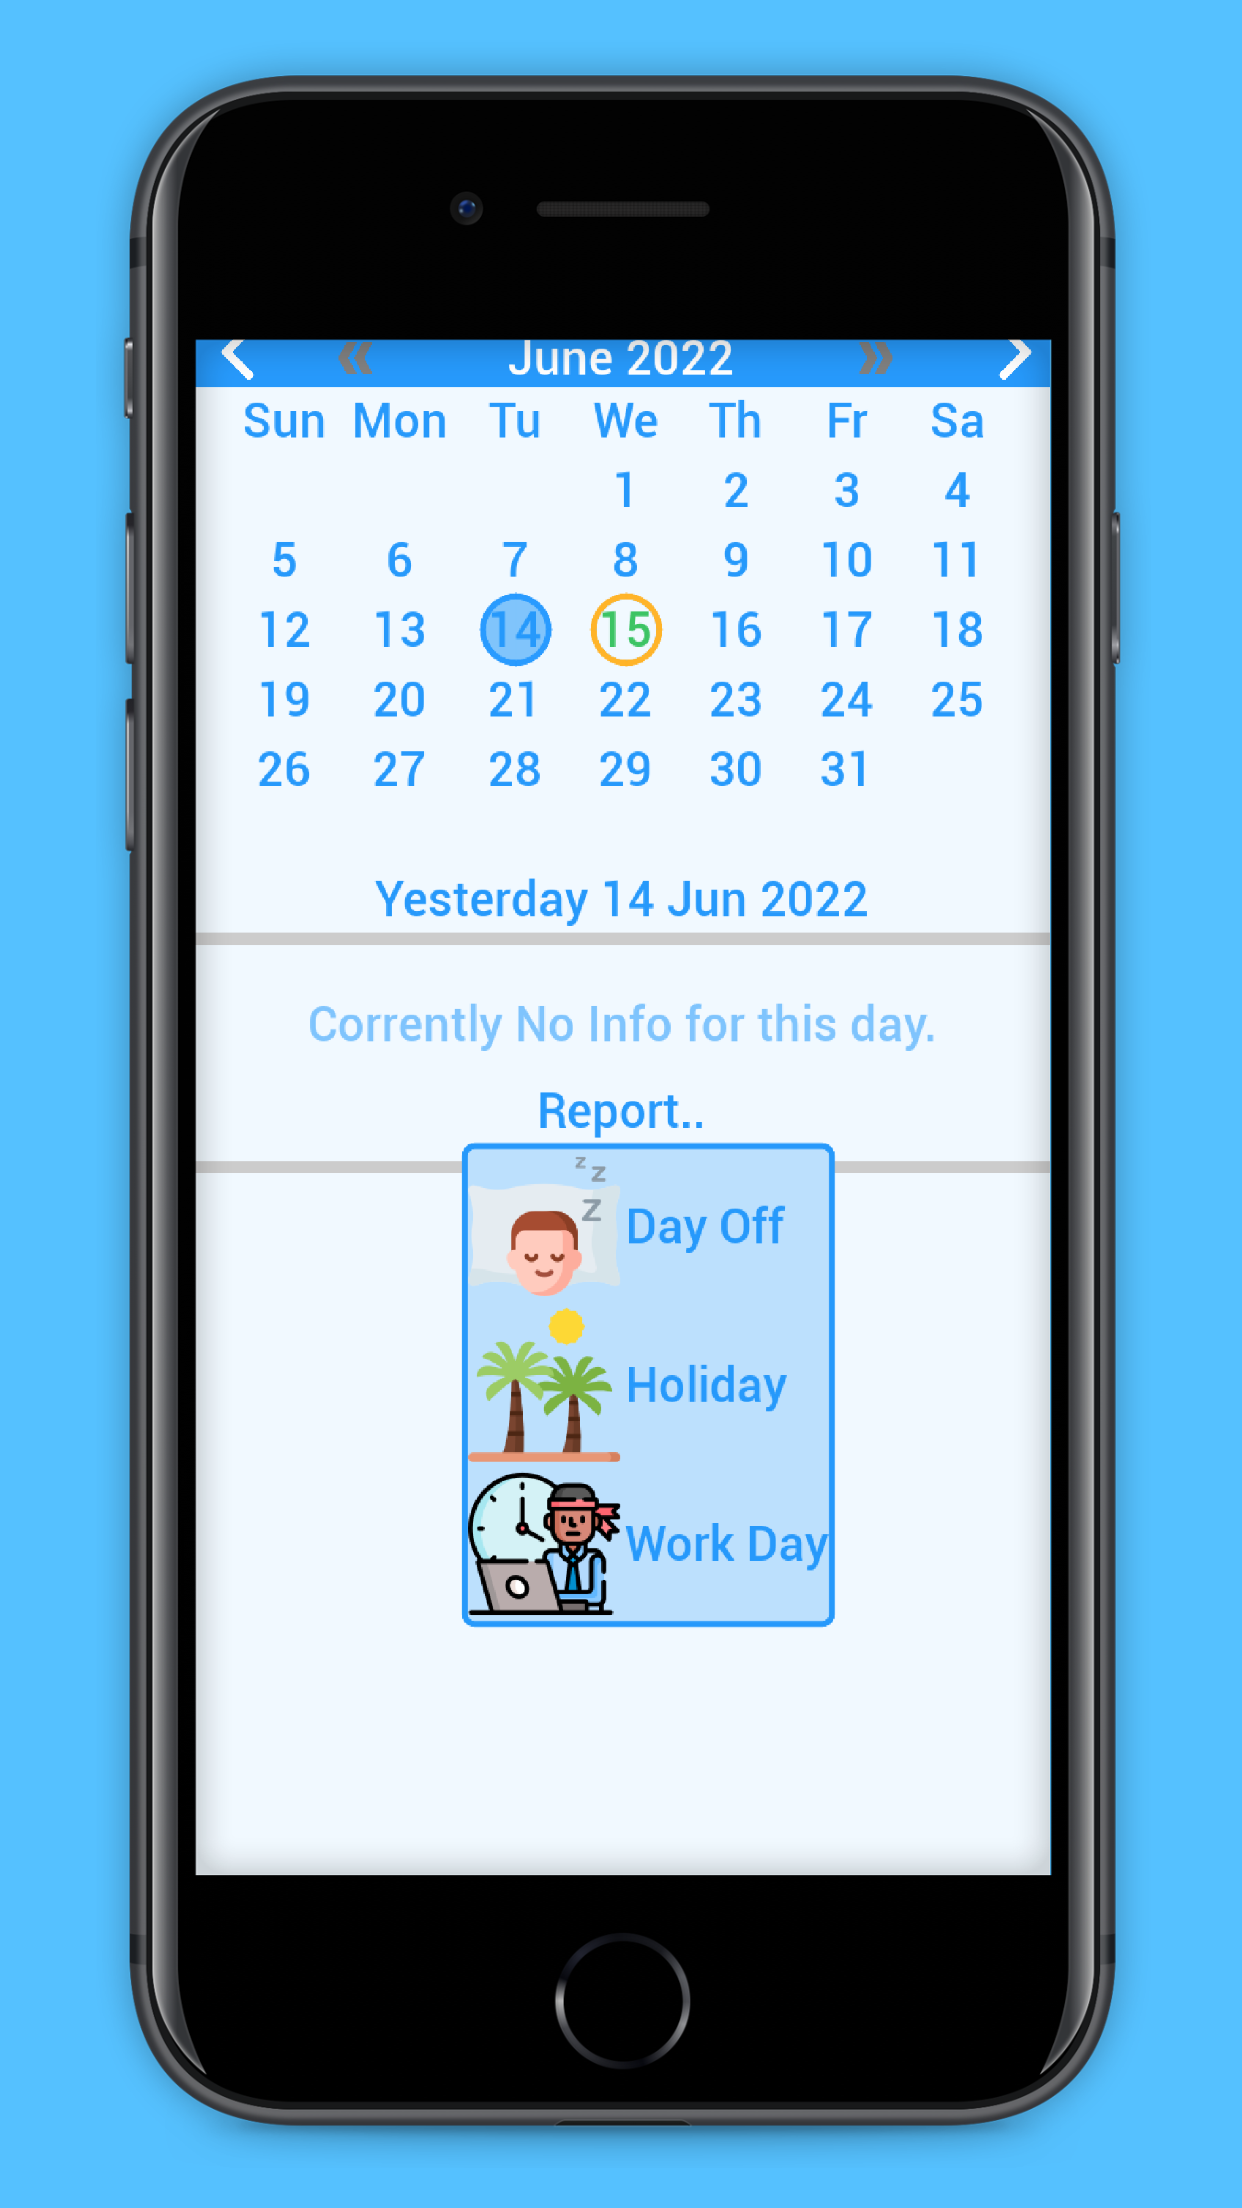 « June 2022 »
Sun Mon Tu We Th Fr Sa
1 2 3 4
5 6 7 8 9 10 11
12 13 14 15 16 17 18
19 20 21 22 23 24 25
26 27 28 29 30 31
Yesterday 14 Jun 2022
Corrently No Info for this day.
Report..
z
z
z
Day Off
Holiday
Work Day